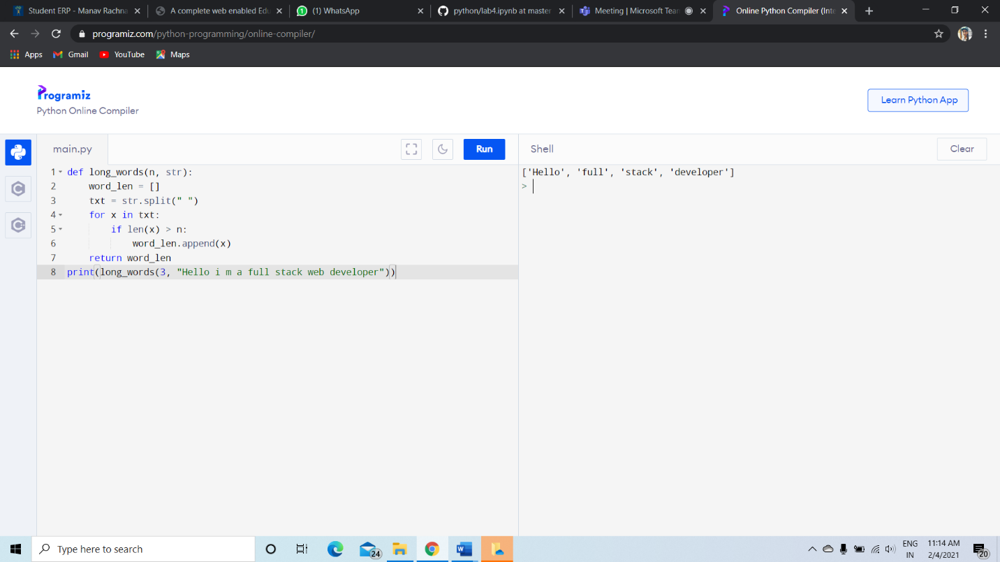 Student ERP - Manav Rachna
A complete web enabled Edu
(1) WhatsApp
python/lab4.ipynb at master
Meeting | Microsoft Tean
Online Python Compiler (Inte
programiz.com/python-programming/online-compiler/
Apps
Gmail
YouTube
Maps
Programiz
Python Online Compiler
Learn Python App
main.py
Run
Shell
Clear
1 def long_words(n, str):
2     word_len = []
3     txt = str.split(" ")
4     for x in txt:
5         if len(x) > n:
6             word_len.append(x)
7     return word_len
8 print(long_words(3, "Hello i m a full stack web developer"))
['Hello', 'full', 'stack', 'developer']
>
Type here to search
24
ENG
IN
11:14 AM
2/4/2021
20